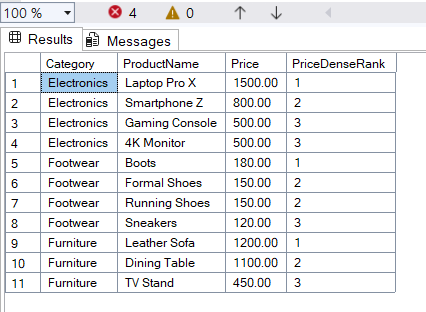 100 % 4 0
Results Messages
Category ProductName Price PriceDenseRank
1 Electronics Laptop Pro X 1500.00 1
2 Electronics Smartphone Z 800.00 2
3 Electronics Gaming Console 500.00 3
4 Electronics 4K Monitor 500.00 3
5 Footwear Boots 180.00 1
6 Footwear Formal Shoes 150.00 2
7 Footwear Running Shoes 150.00 2
8 Footwear Sneakers 120.00 3
9 Furniture Leather Sofa 1200.00 1
10 Furniture Dining Table 1100.00 2
11 Furniture TV Stand 450.00 3